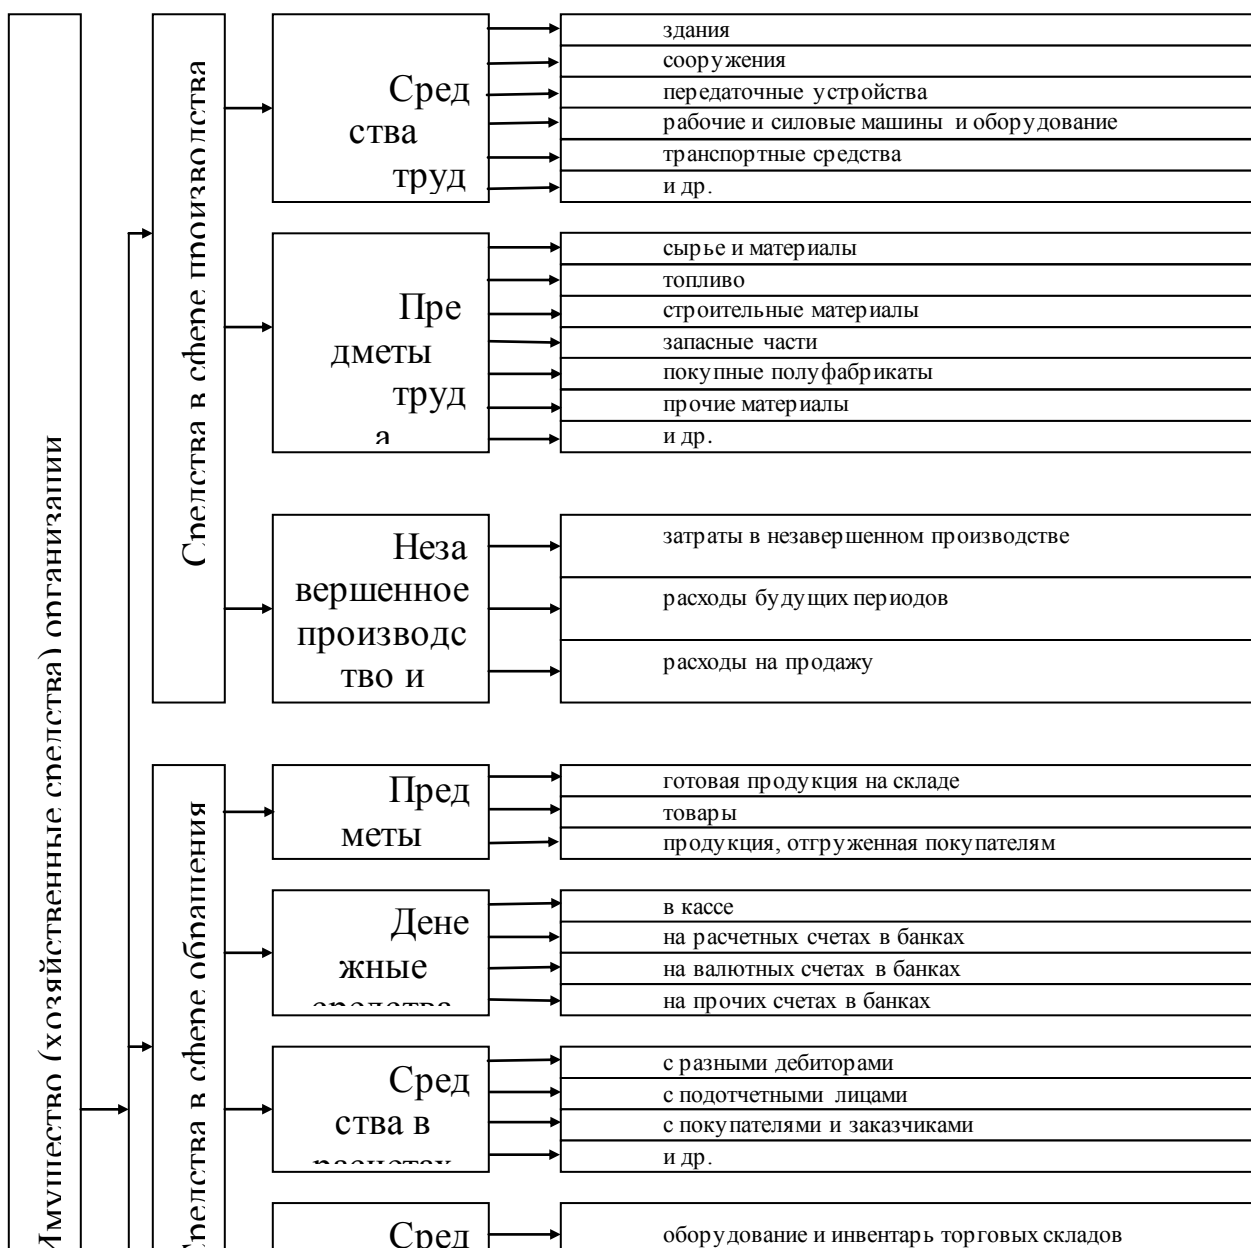 Имущество (хозяйственные средства) организации
Средства в сфере производства
Сред
ства
труд
здания
сооружения
передаточные устройства
рабочие и силовые машины и оборудование
транспортные средства
и др.
Пре
дметы
труд
а
сырье и материалы
топливо
строительные материалы
запасные части
покупные полуфабрикаты
прочие материалы
и др.
Неза
вершенное
производс
тво и
затраты в незавершенном производстве
расходы будущих периодов
расходы на продажу
Средства в сфере обращения
Пред
меты
готовая продукция на складе
товары
продукция, отгруженная покупателям
Дене
жные
средства
в кассе
на расчетных счетах в банках
на валютных счетах в банках
на прочих счетах в банках
Сред
ства в
расчетах
с разными дебиторами
с подотчетными лицами
с покупателями и заказчиками
и др.
Сред
оборудование и инвентарь торговых складов